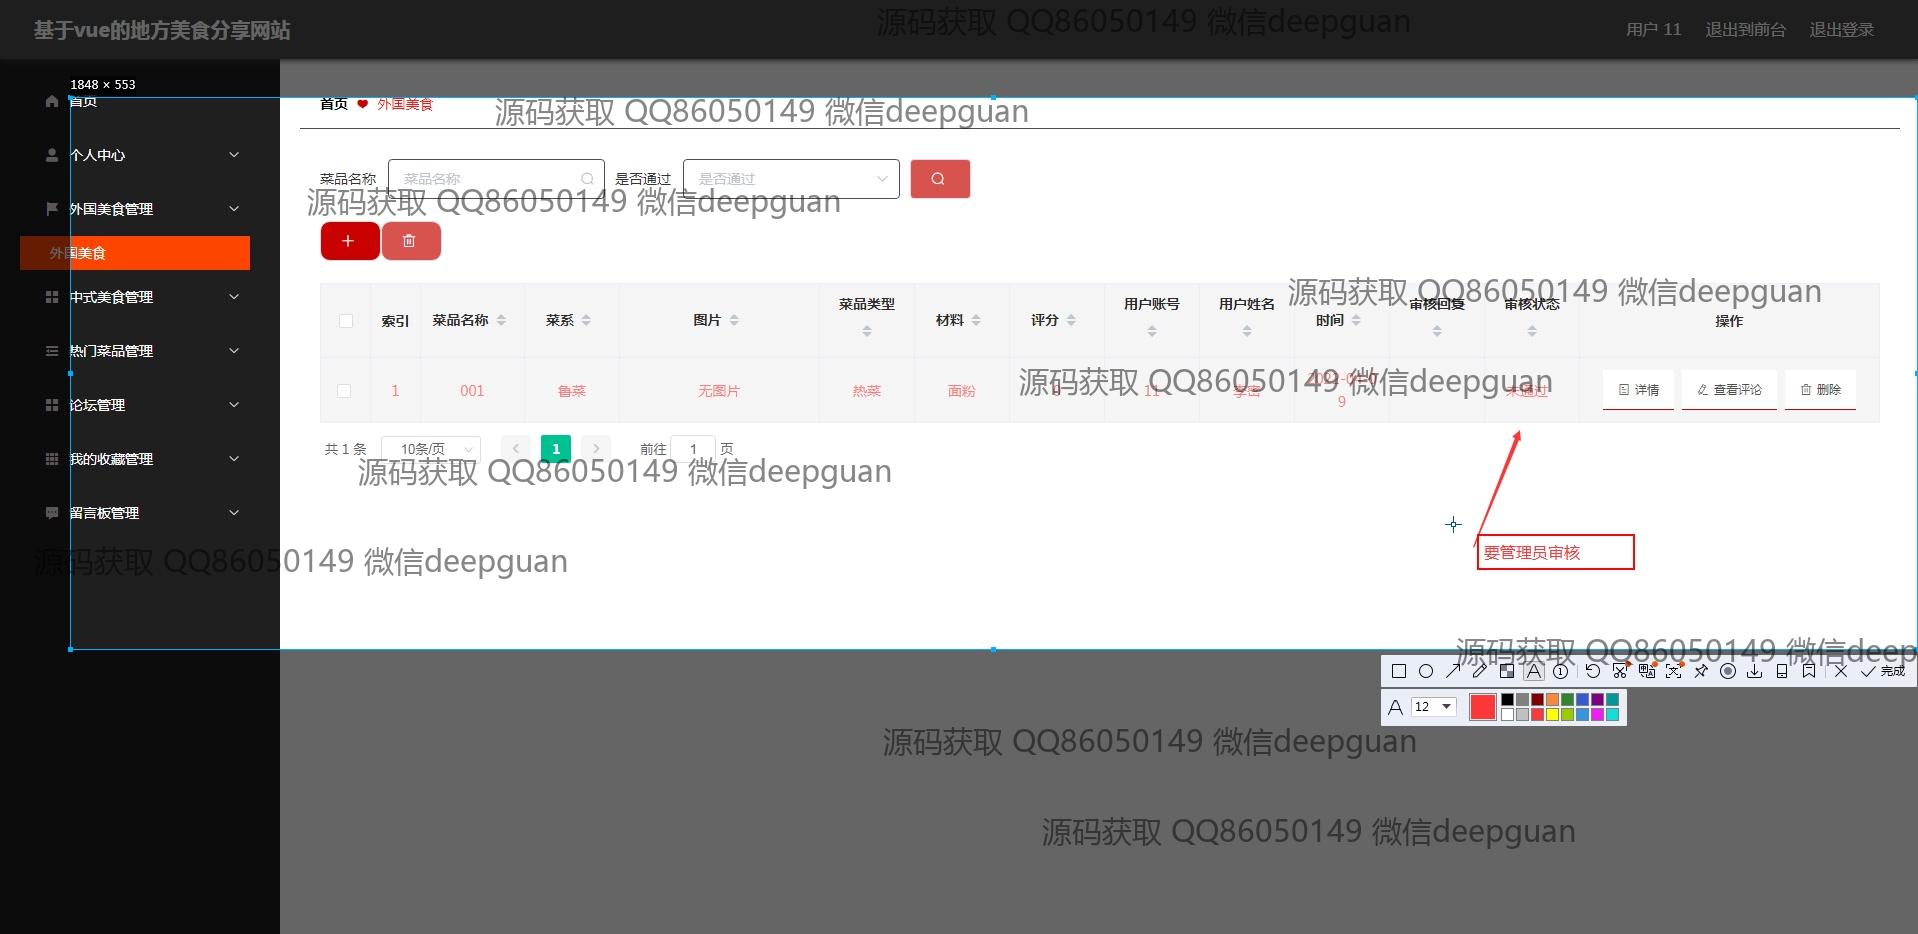 基于vue的地方美食分享网站
源码获取 QQ86050149 微信deepguan
用户 11 退出到前台 退出登录
1848 × 553
首页
首页 外国美食
源码获取 QQ86050149 微信deepguan
个人中心
菜品名称 菜品名称 是否通过 是否通过
源码获取 QQ86050149 微信deepguan
外国美食管理
外国美食
源码获取 QQ86050149 微信deepguan
中式美食管理
索引 菜品名称 菜系 图片 菜品类型 材料 评分 用户账号 用户姓名 时间 审核回复 审核状态 操作
热门菜品管理
源码获取 QQ86050149 微信deepguan
1 001 鲁菜 无图片 热菜 面粉 11 李密 未通过 详情 查看评论 删除
9
论坛管理
共 1 条 10条/页 1 前往 1 页
我的收藏管理
源码获取 QQ86050149 微信deepguan
留言板管理
要管理员审核
源码获取 QQ86050149 微信deepguan
源码获取 QQ86050149 微信deep
完成
12
源码获取 QQ86050149 微信deepguan
源码获取 QQ86050149 微信deepguan